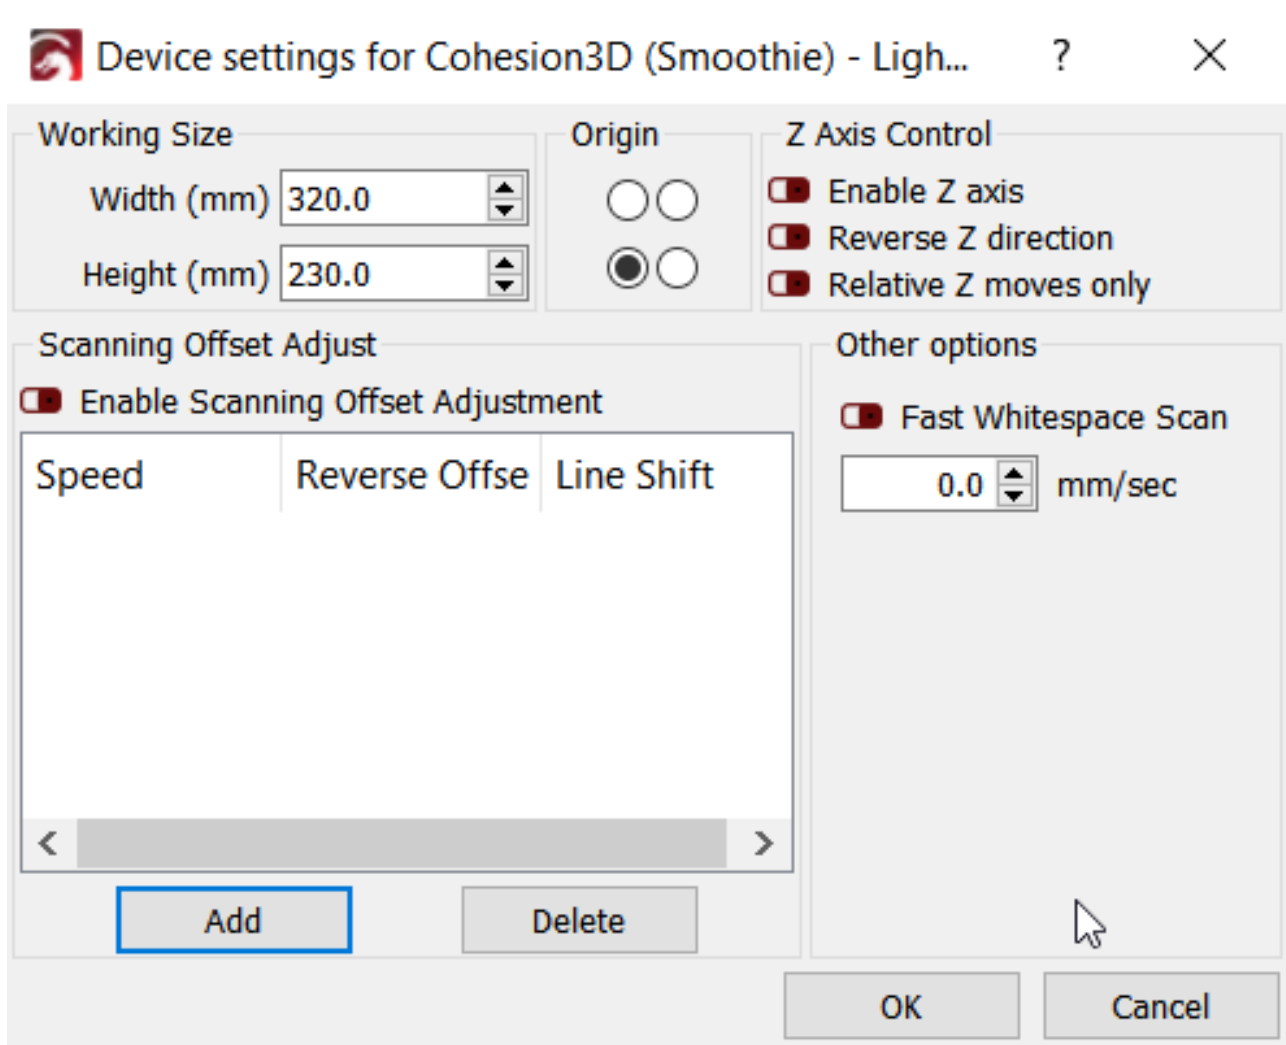 Device settings for Cohesion3D (Smoothie) - Ligh... ?
Working Size
Width (mm) 320.0
Height (mm) 230.0
Origin
Z Axis Control
Enable Z axis
Reverse Z direction
Relative Z moves only
Scanning Offset Adjust
Enable Scanning Offset Adjustment
Speed Reverse Offse Line Shift
Add Delete
Other options
Fast Whitespace Scan
0.0 mm/sec
OK Cancel